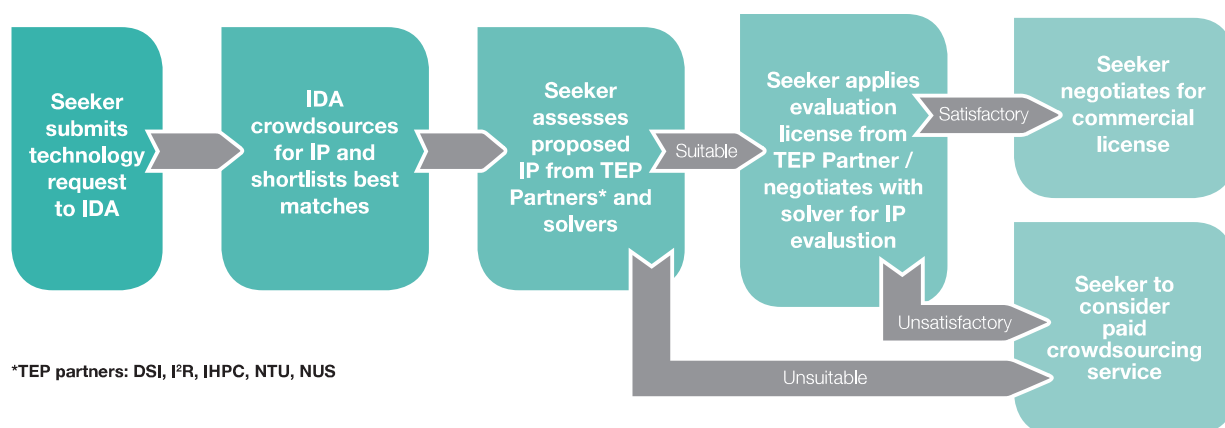 Seeker
submits
technology
request
to IDA
IDA
crowdsources
for IP and
shortlists best
matches
Seeker
assesses
proposed
IP from TEP
Partners* and
solvers
Suitable
Seeker applies
evaluation
license from
TEP Partner /
negotiates with
solver for IP
evalustion
Satisfactory
Seeker
negotiates for
commercial
license
Unsatisfactory
Unsuitable
Seeker to
consider
paid
crowdsourcing
service
*TEP partners: DSI, I²R, IHPC, NTU, NUS